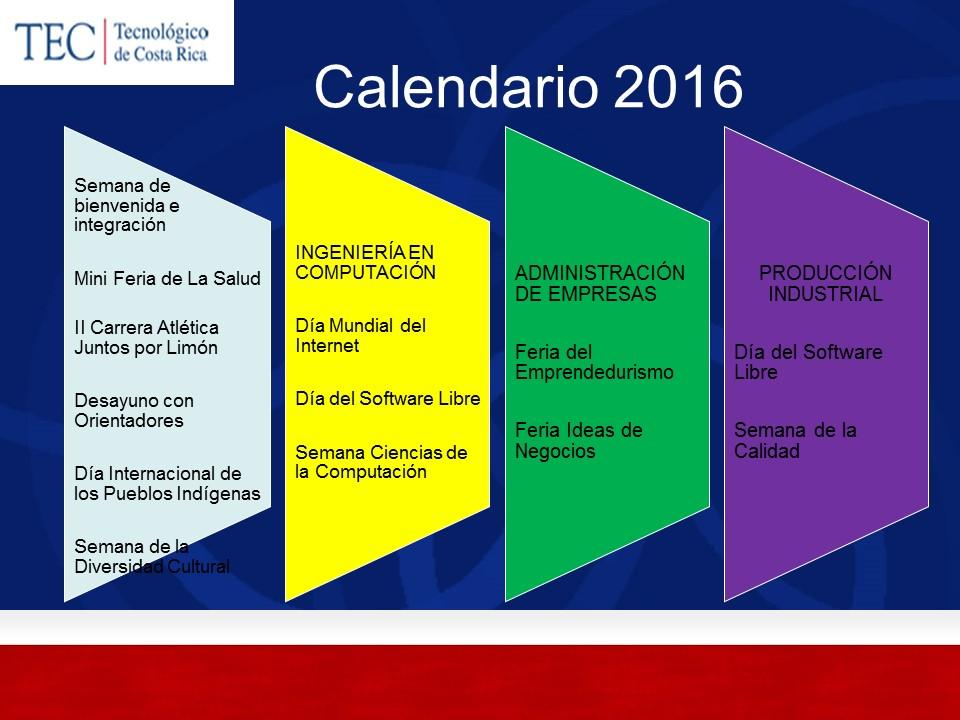 TEC
Tecnológico
de Costa Rica
Calendario 2016
Semana de
bienvenida e
integración
Mini Feria de La Salud
II Carrera Atlética
Juntos por Limón
Desayuno con
Orientadores
Día Internacional de
los Pueblos Indígenas
Semana de la
Diversidad Cultural
INGENIERÍA EN
COMPUTACIÓN
Día Mundial del
Internet
Día del Software Libre
Semana Ciencias de
la Computación
ADMINISTRACIÓN
DE EMPRESAS
Feria del
Emprendedurismo
Feria Ideas de
Negocios
PRODUCCIÓN
INDUSTRIAL
Día del Software
Libre
Semana de la
Calidad